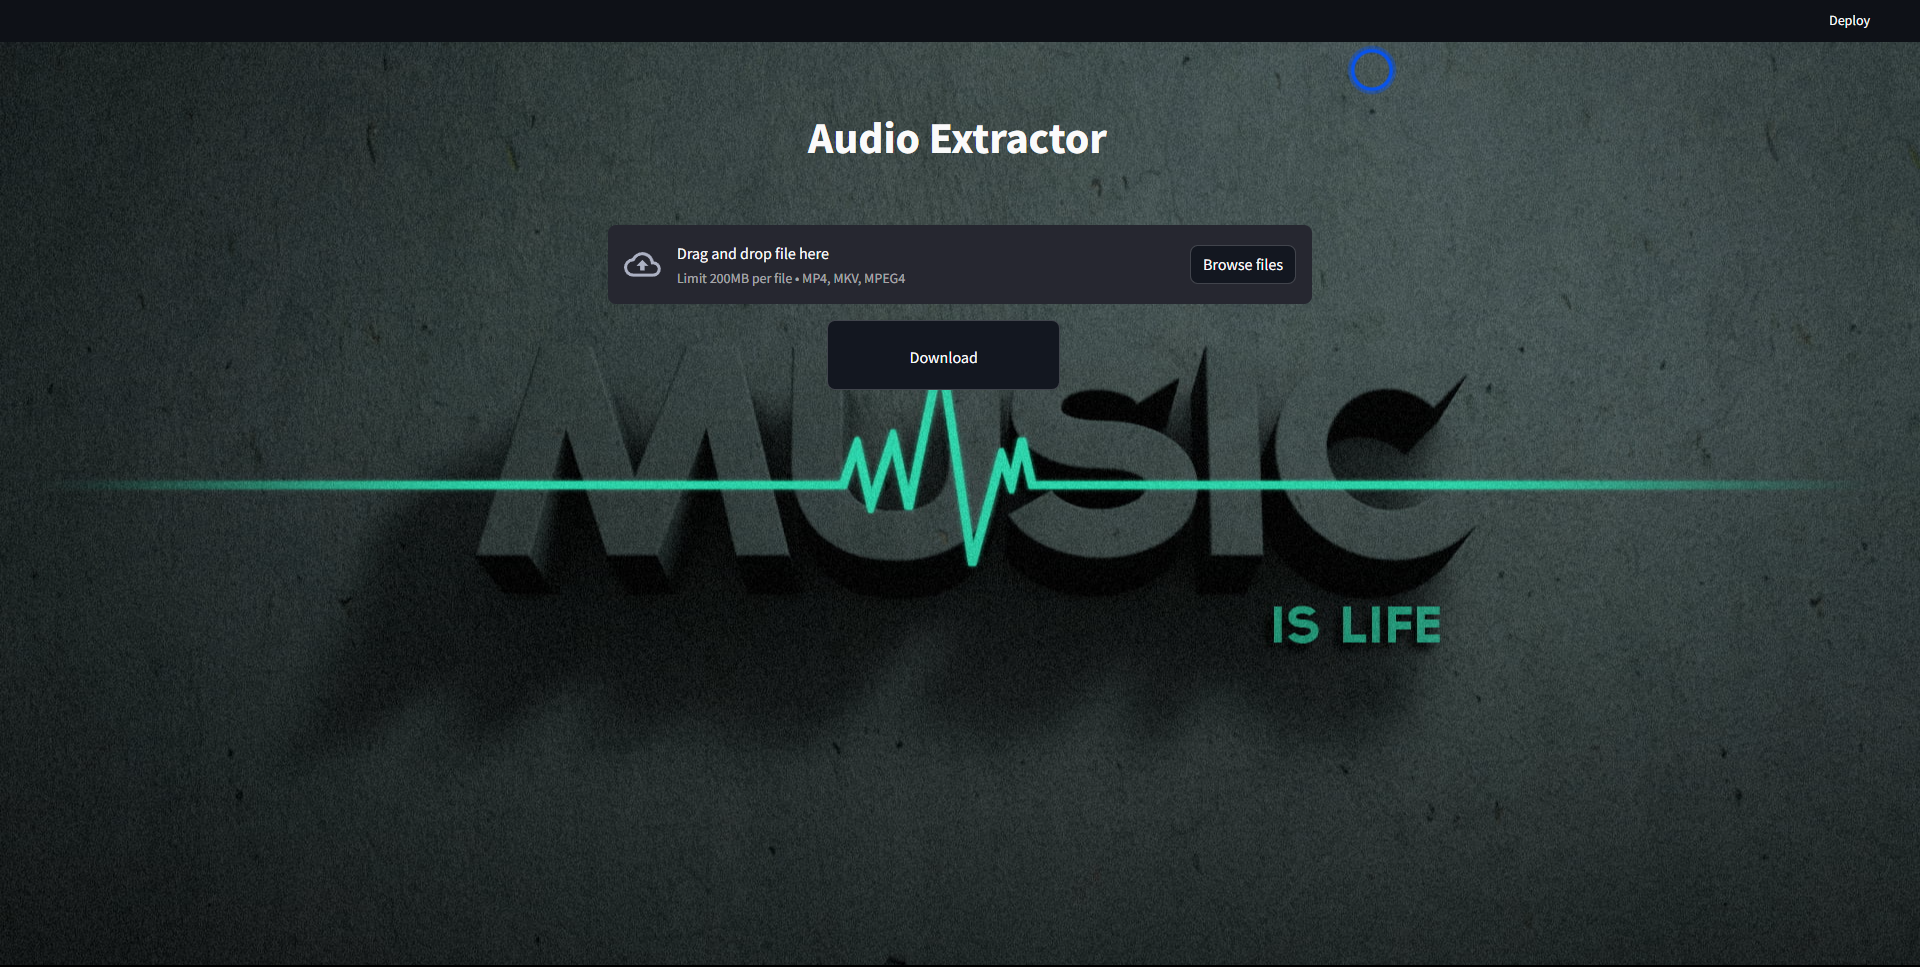 Deploy
Audio Extractor
Drag and drop file here
Limit 200MB per file • MP4, MKV, MPEG4
Browse files
Download
MUSIC
IS LIFE